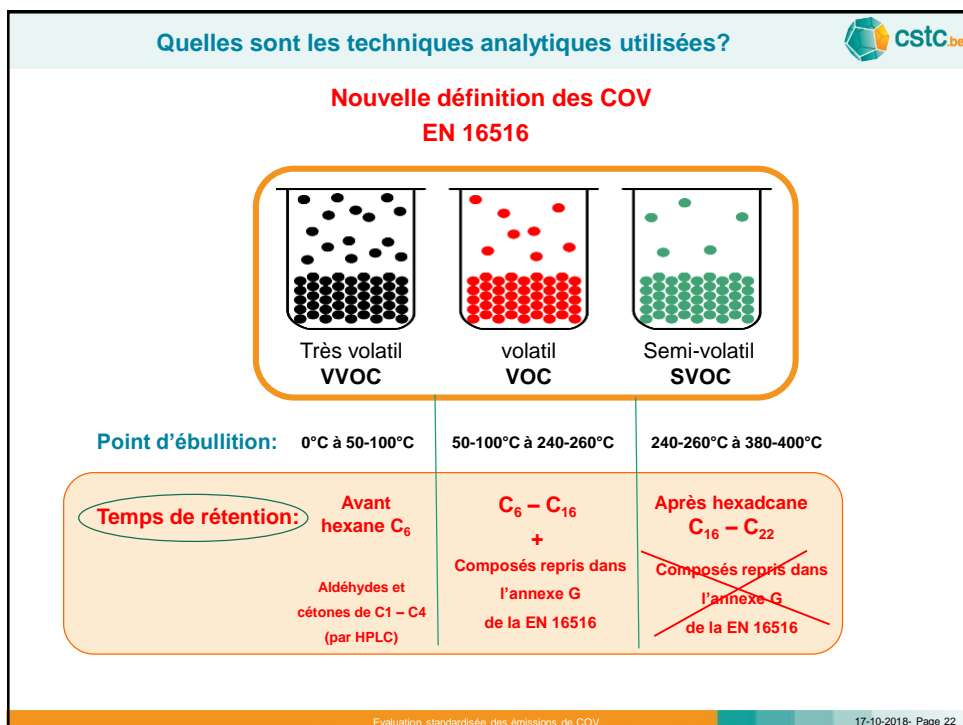 Quelles sont les techniques analytiques utilisées?
cstc.be
Nouvelle définition des COV
EN 16516
Très volatil
VVOC
volatil
VOC
Semi-volatil
SVOC
Point d'ébullition:
0°C à 50-100°C
50-100°C à 240-260°C
240-260°C à 380-400°C
Temps de rétention:
Avant
hexane C6
Aldéhydes et
cétones de C1 – C4
(par HPLC)
C6 – C16
+
Composés repris dans
l'annexe G
de la EN 16516
Après hexadcane
C16 – C22
Composés repris dans
l'annexe G
de la EN 16516
Evaluation standardisée des émissions de COV
17-10-2018- Page 22